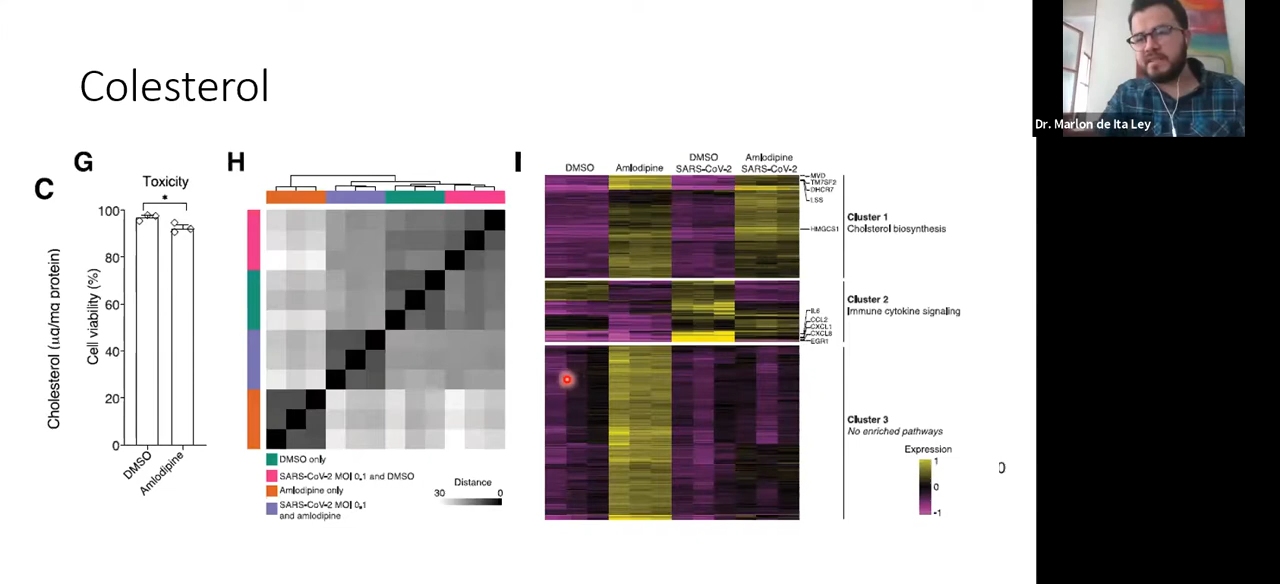 Colesterol
Dr. Marlon de Ita Ley
C
Cholesterol (µg/mg protein)
G
Toxicity
*
Cell viability (%)
100
80
60
40
20
0
DMSO
Amlodipine
H
DMSO only
SARS-CoV-2 MOI 0.1 and DMSO
Amlodipine only
SARS-CoV-2 MOI 0.1
and amlodipine
Distance
30
0
I
DMSO
Amlodipine
DMSO
SARS-CoV-2
Amlodipine
SARS-CoV-2
MVD
TM7SF2
DHCR7
LSS
HMGCS1
Cluster 1
Cholsterol biosynthesis
IL6
CCL2
CXCL1
CXCL8
EGR1
Cluster 2
Immune cytokine signaling
Cluster 3
No enriched pathways
Expression
1
0
-1